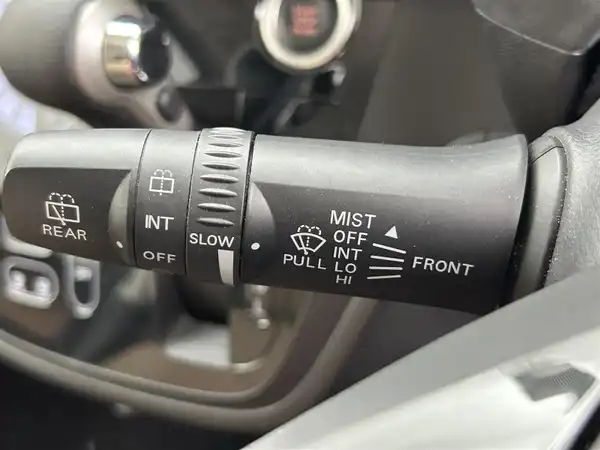 REAR
INT
OFF
SLOW
PULL
MIST
OFF
INT
LO
HI
FRONT